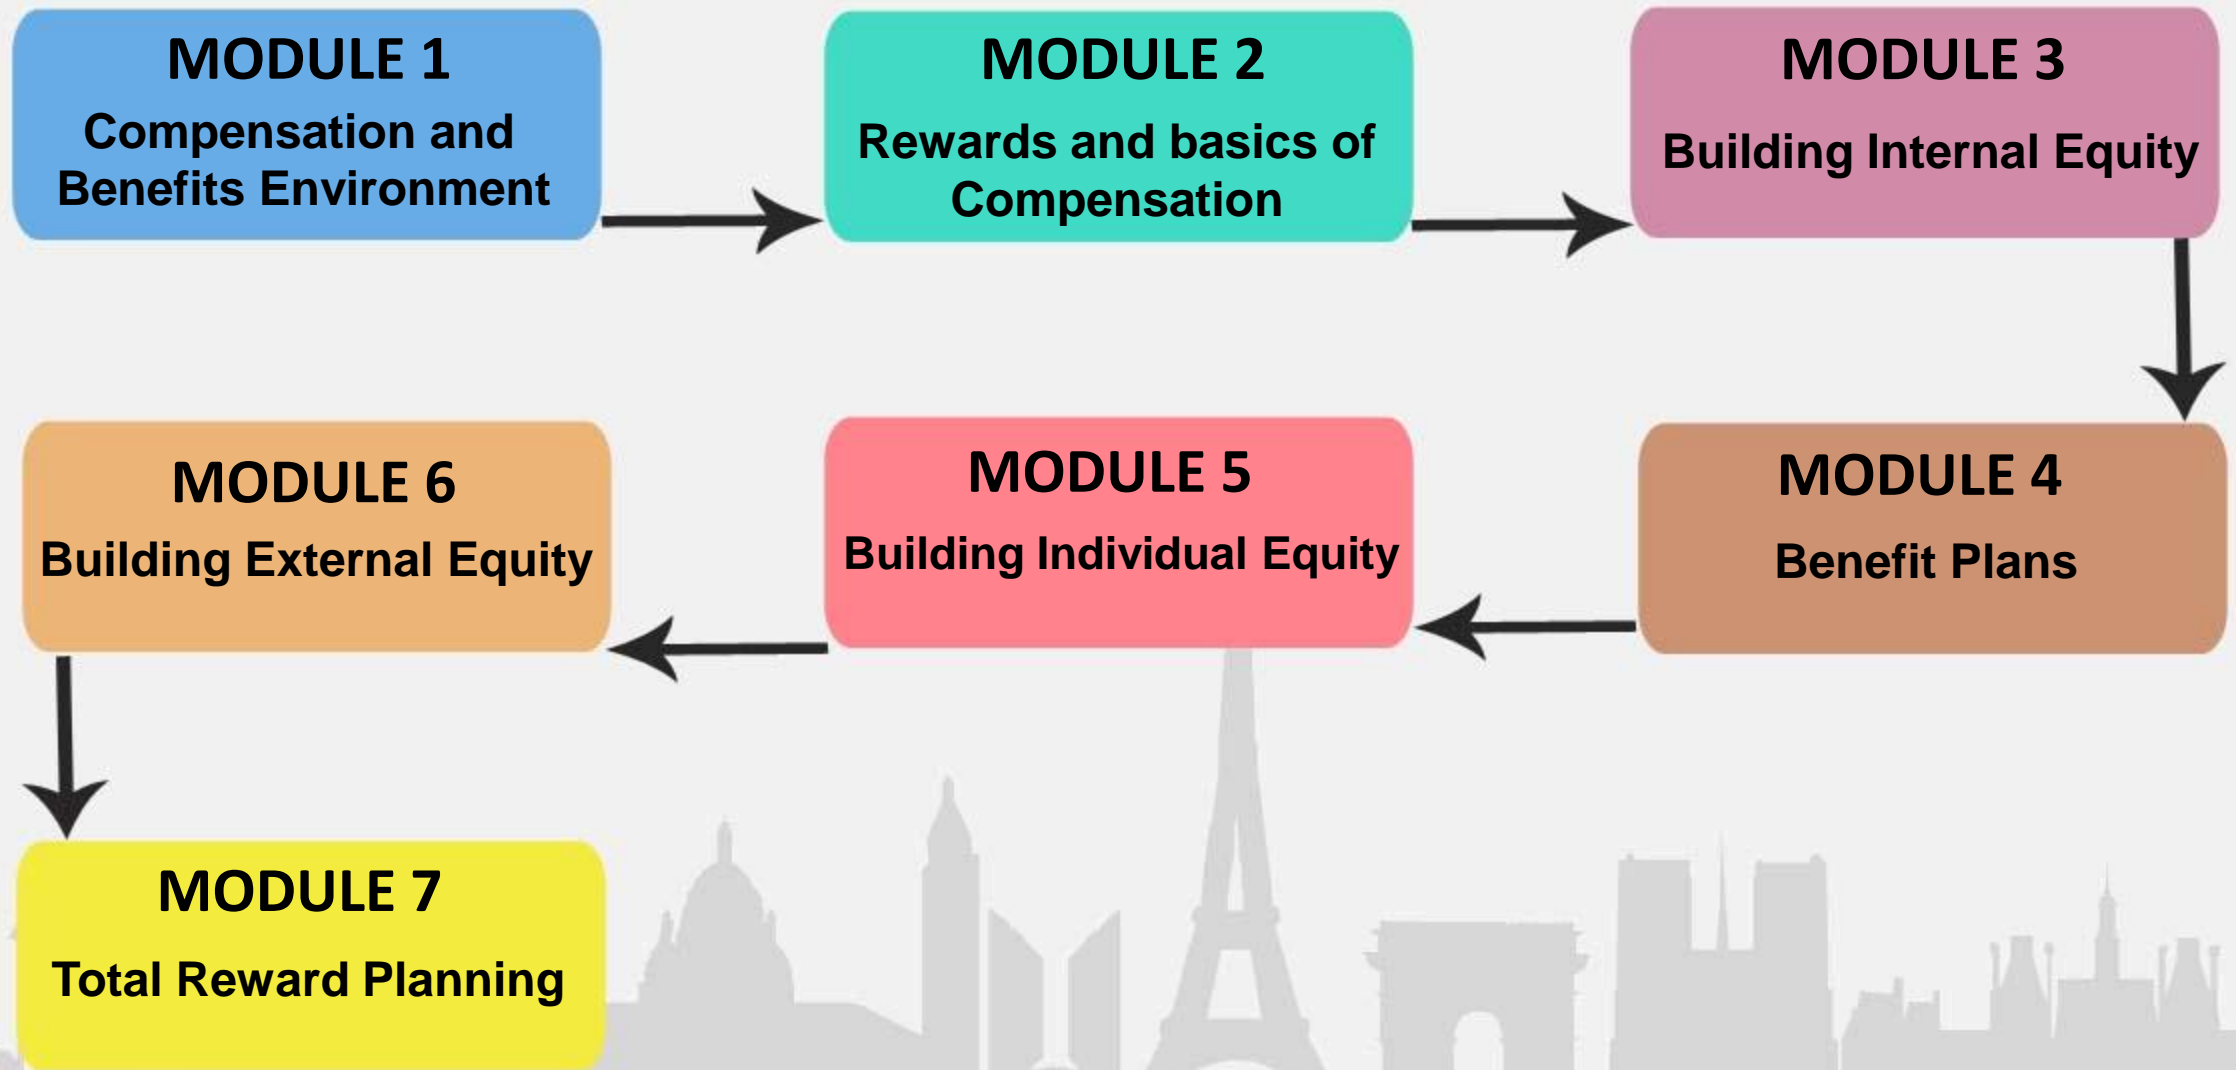 MODULE 1
Compensation and
Benefits Environment
MODULE 2
Rewards and basics of
Compensation
MODULE 3
Building Internal Equity
MODULE 4
Benefit Plans
MODULE 5
Building Individual Equity
MODULE 6
Building External Equity
MODULE 7
Total Reward Planning